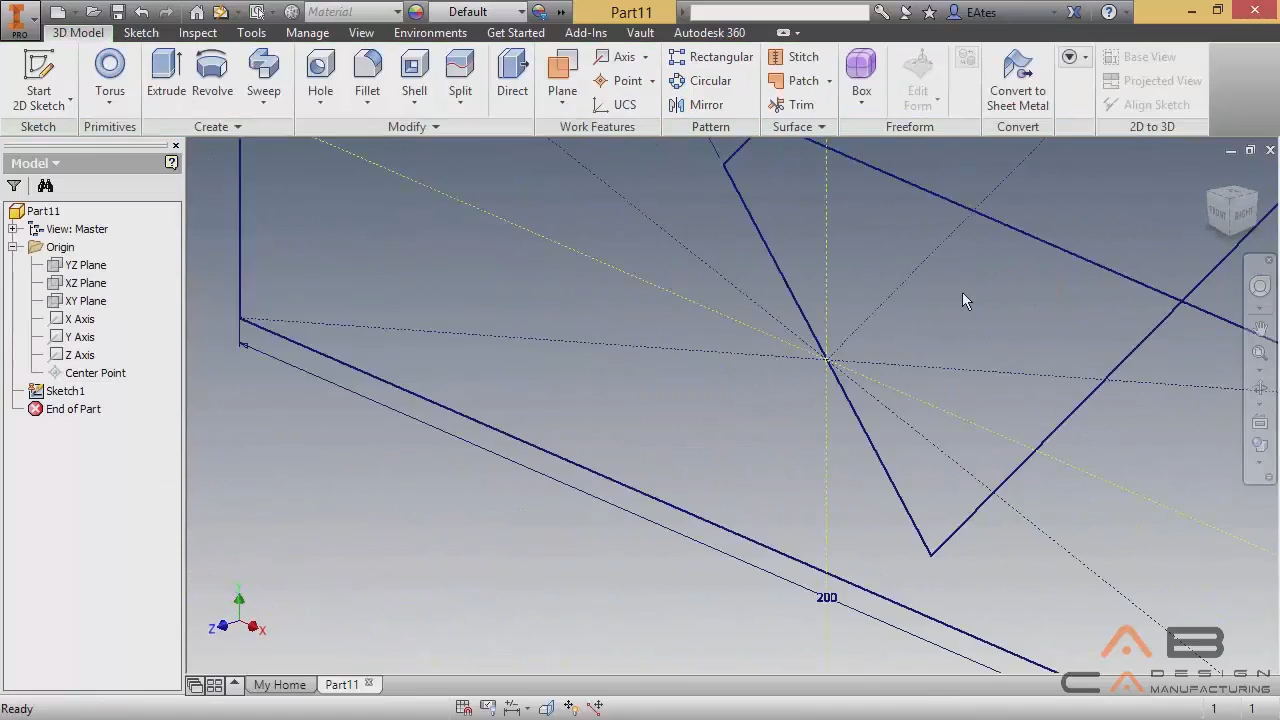 PRO
Material
Default
Part11
EAtes
3D Model
Sketch
Inspect
Tools
Manage
View
Environments
Get Started
Add-Ins
Vault
Autodesk 360
Start
2D Sketch
Sketch
Torus
Primitives
Extrude
Revolve
Sweep
Create
Hole
Fillet
Shell
Split
Direct
Modify
Plane
Axis
Point
UCS
Work Features
Rectangular
Circular
Mirror
Pattern
Stitch
Patch
Trim
Surface
Box
Edit
Form
Freeform
Convert to
Sheet Metal
Convert
Base View
Projected View
Align Sketch
2D to 3D
Model
Part11
View: Master
Origin
YZ Plane
XZ Plane
XY Plane
X Axis
Y Axis
Z Axis
Center Point
Sketch1
End of Part
FRONT
RIGHT
200
Z
X
My Home
Part11
CAD
B
DESIGN
MANUFACTURING
Ready
1
1